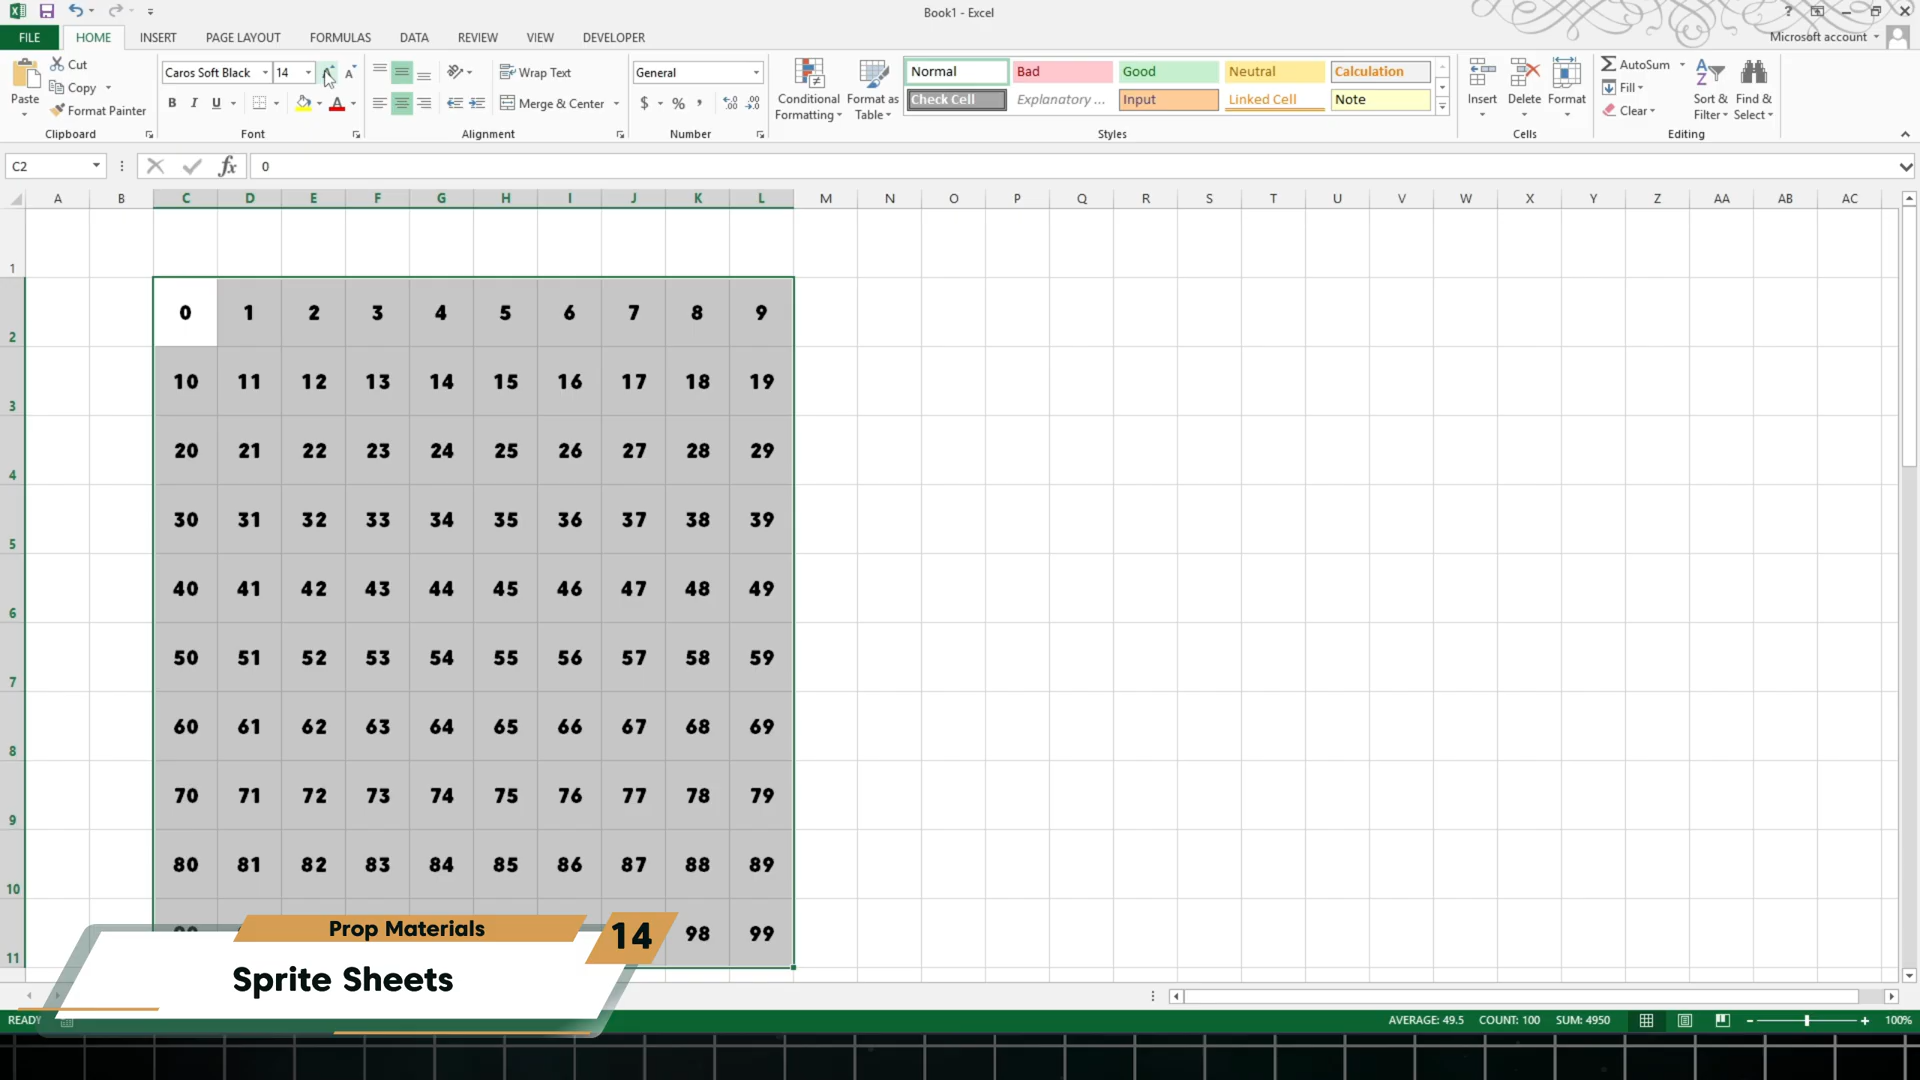 Book1 - Excel
?
FILE HOME INSERT PAGE LAYOUT FORMULAS DATA REVIEW VIEW DEVELOPER Microsoft account
Paste Cut Copy Format Painter Clipboard
Caros Soft Black 14 A A
B I U A Font
Wrap Text
Merge & Center
Alignment
General
$ % ,
Number
Conditional Formatting
Format as Table
Normal Bad Good Neutral Calculation
Check Cell Explanatory ... Input Linked Cell Note
Styles
Insert Delete Format
Cells
AutoSum
Fill
Clear
Sort & Filter
Find & Select
Editing
C2 fx 0
A B C D E F G H I J K L M N O P Q R S T U V W X Y Z AA AB AC
1
2 0 1 2 3 4 5 6 7 8 9
3 10 11 12 13 14 15 16 17 18 19
4 20 21 22 23 24 25 26 27 28 29
5 30 31 32 33 34 35 36 37 38 39
6 40 41 42 43 44 45 46 47 48 49
7 50 51 52 53 54 55 56 57 58 59
8 60 61 62 63 64 65 66 67 68 69
9 70 71 72 73 74 75 76 77 78 79
10 80 81 82 83 84 85 86 87 88 89
11 98 99
Prop Materials
14
Sprite Sheets
READY AVERAGE: 49.5 COUNT: 100 SUM: 4950 100%